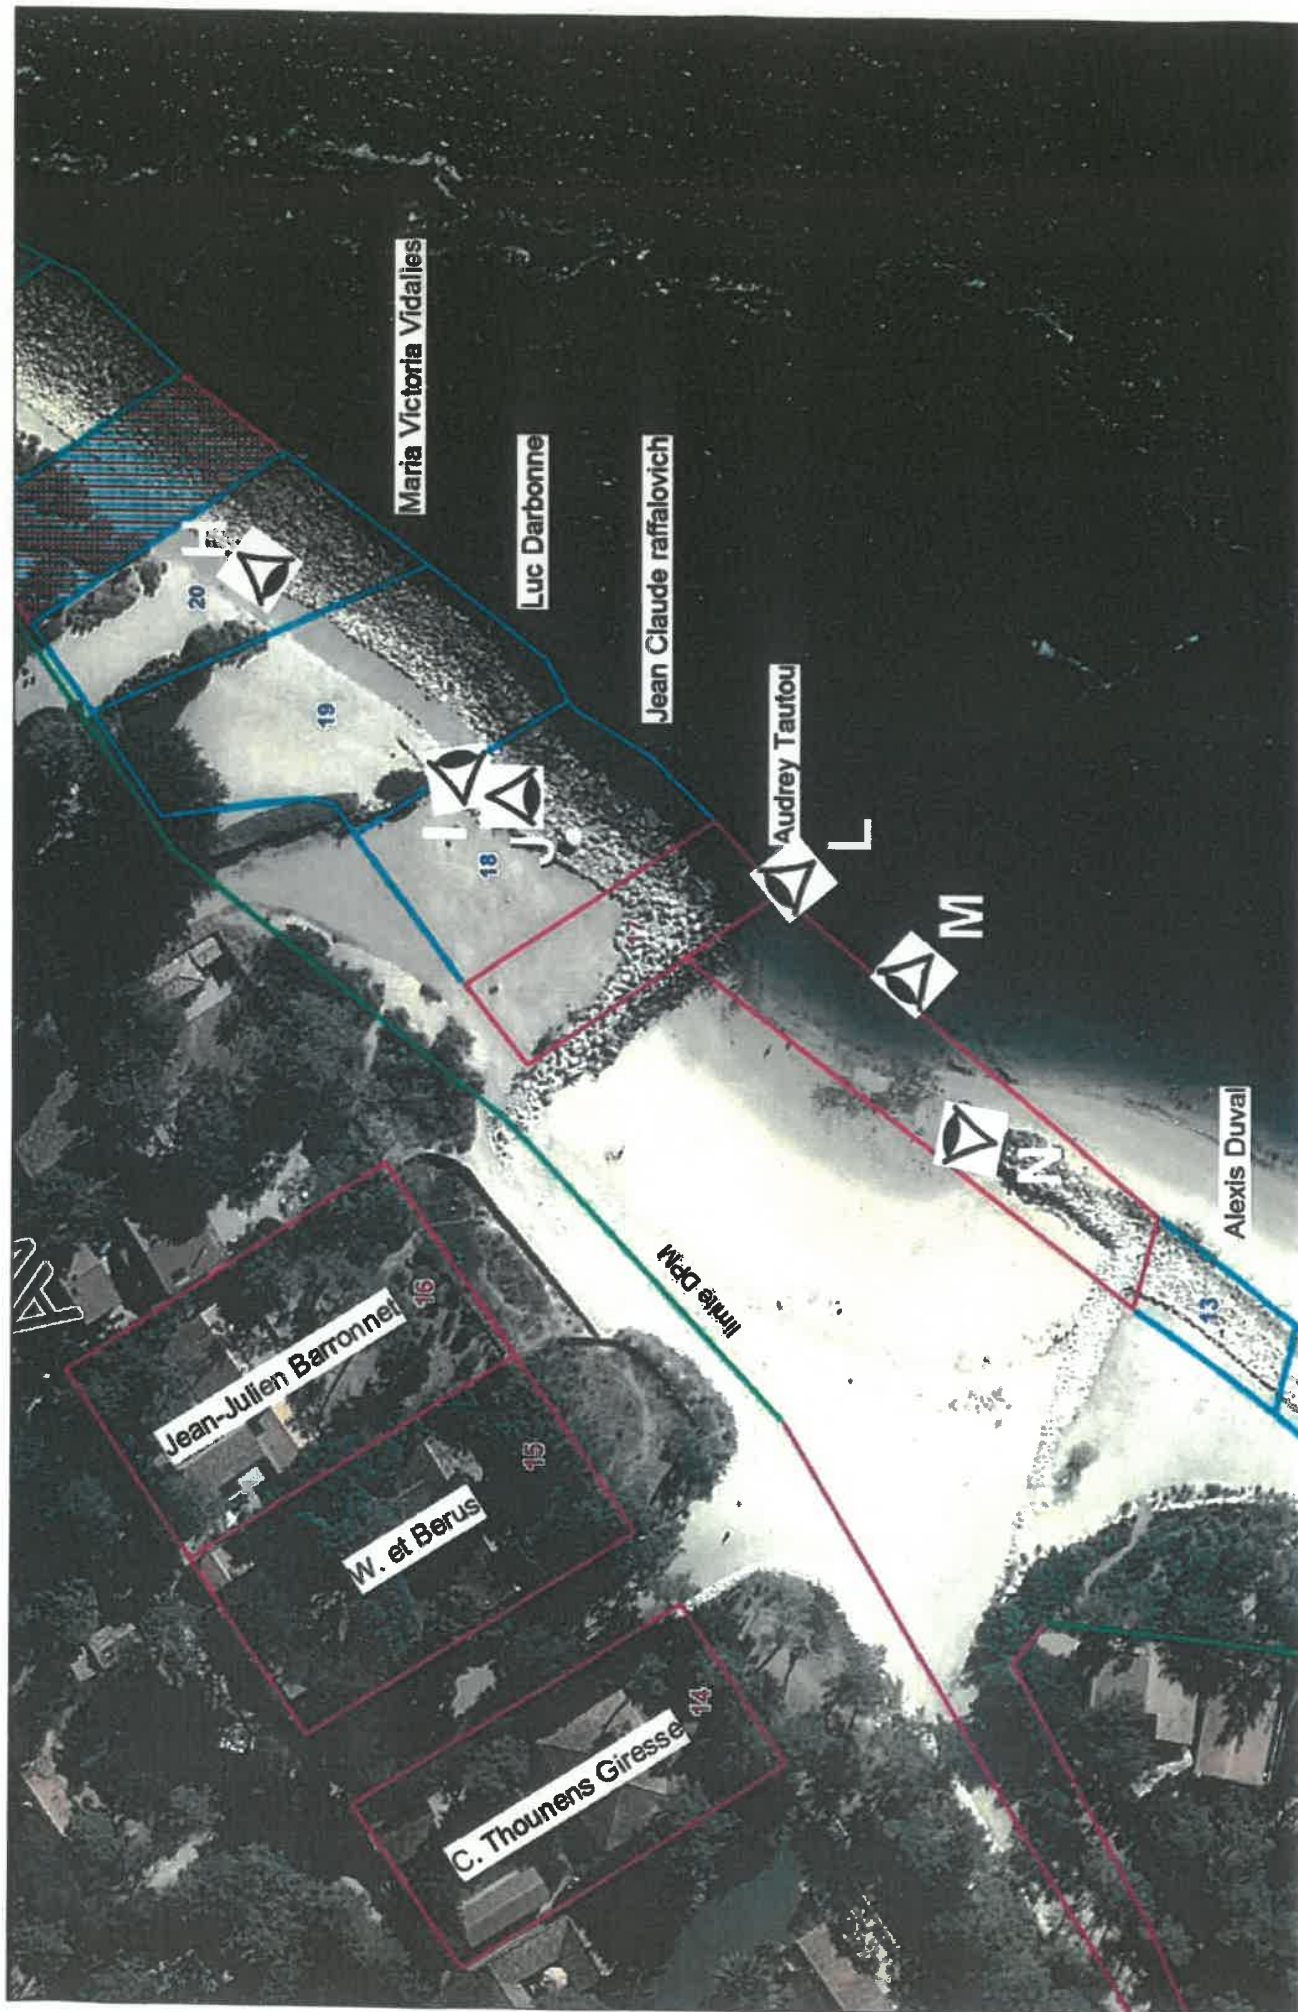 H
20
19
I
J
18
17
Maria Victoria Vidalies
Luc Darbonne
Jean Claude raffalovich
Audrey Tautou
L
M
N
Alexis Duval
13
limite DPM
Jean-Julien Barronnet
16
W. et Berus
15
C. Thounens Giresse
14